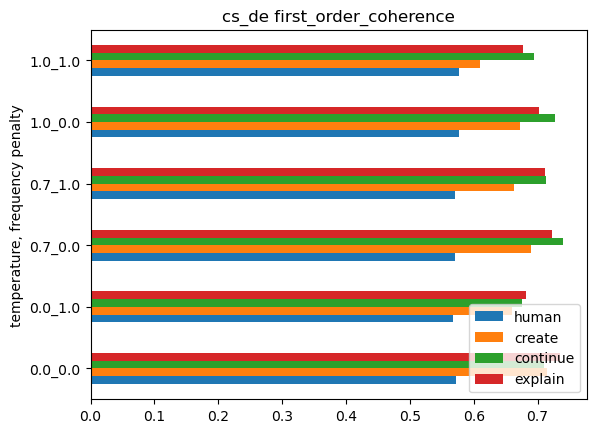 cs_de first_order_coherence
temperature, frequency penalty
1.0_1.0
1.0_0.0
0.7_1.0
0.7_0.0
0.0_1.0
0.0_0.0
human
create
continue
explain
0.0 0.1 0.2 0.3 0.4 0.5 0.6 0.7